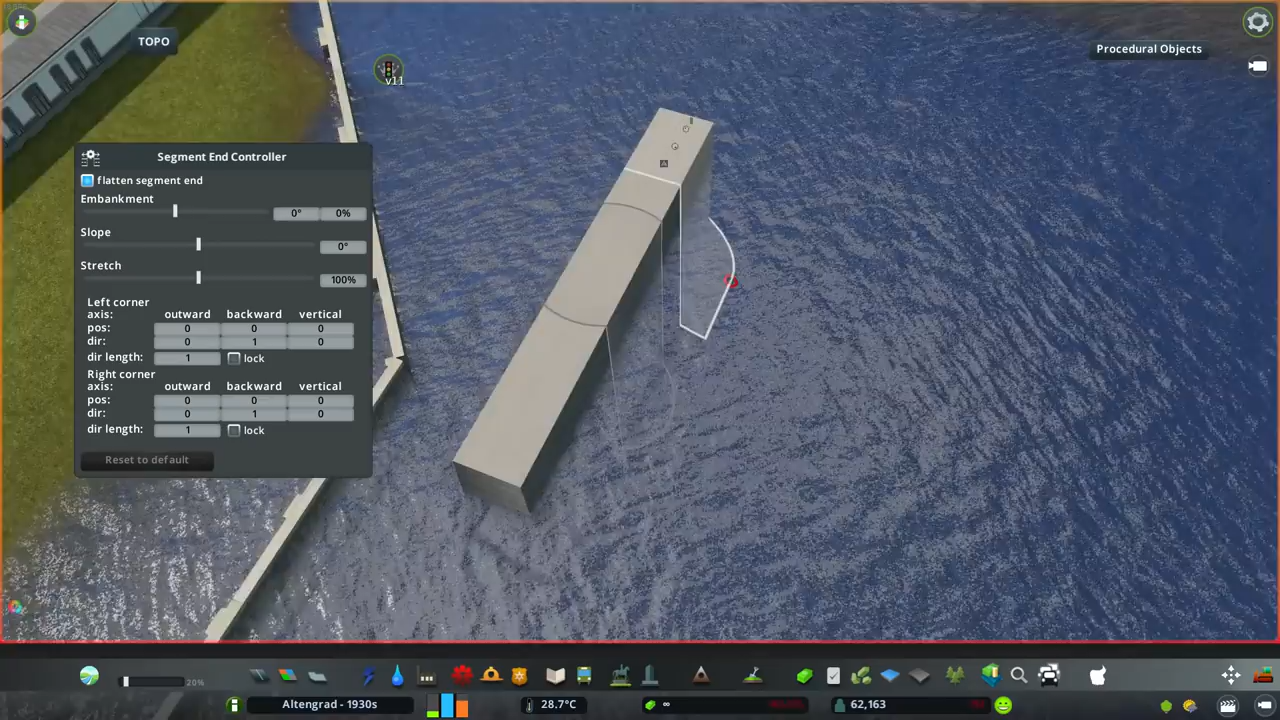 TOPO
Procedural Objects
v11
Segment End Controller
flatten segment end
Embankment
0° 0%
Slope
0°
Stretch
100%
Left corner
axis: outward backward vertical
pos: 0 0 0
dir: 0 1 0
dir length: 1 lock
Right corner
axis: outward backward vertical
pos: 0 0 0
dir: 0 1 0
dir length: 1 lock
Reset to default
20%
Altengrad - 1930s
28.7°C
∞
62,163